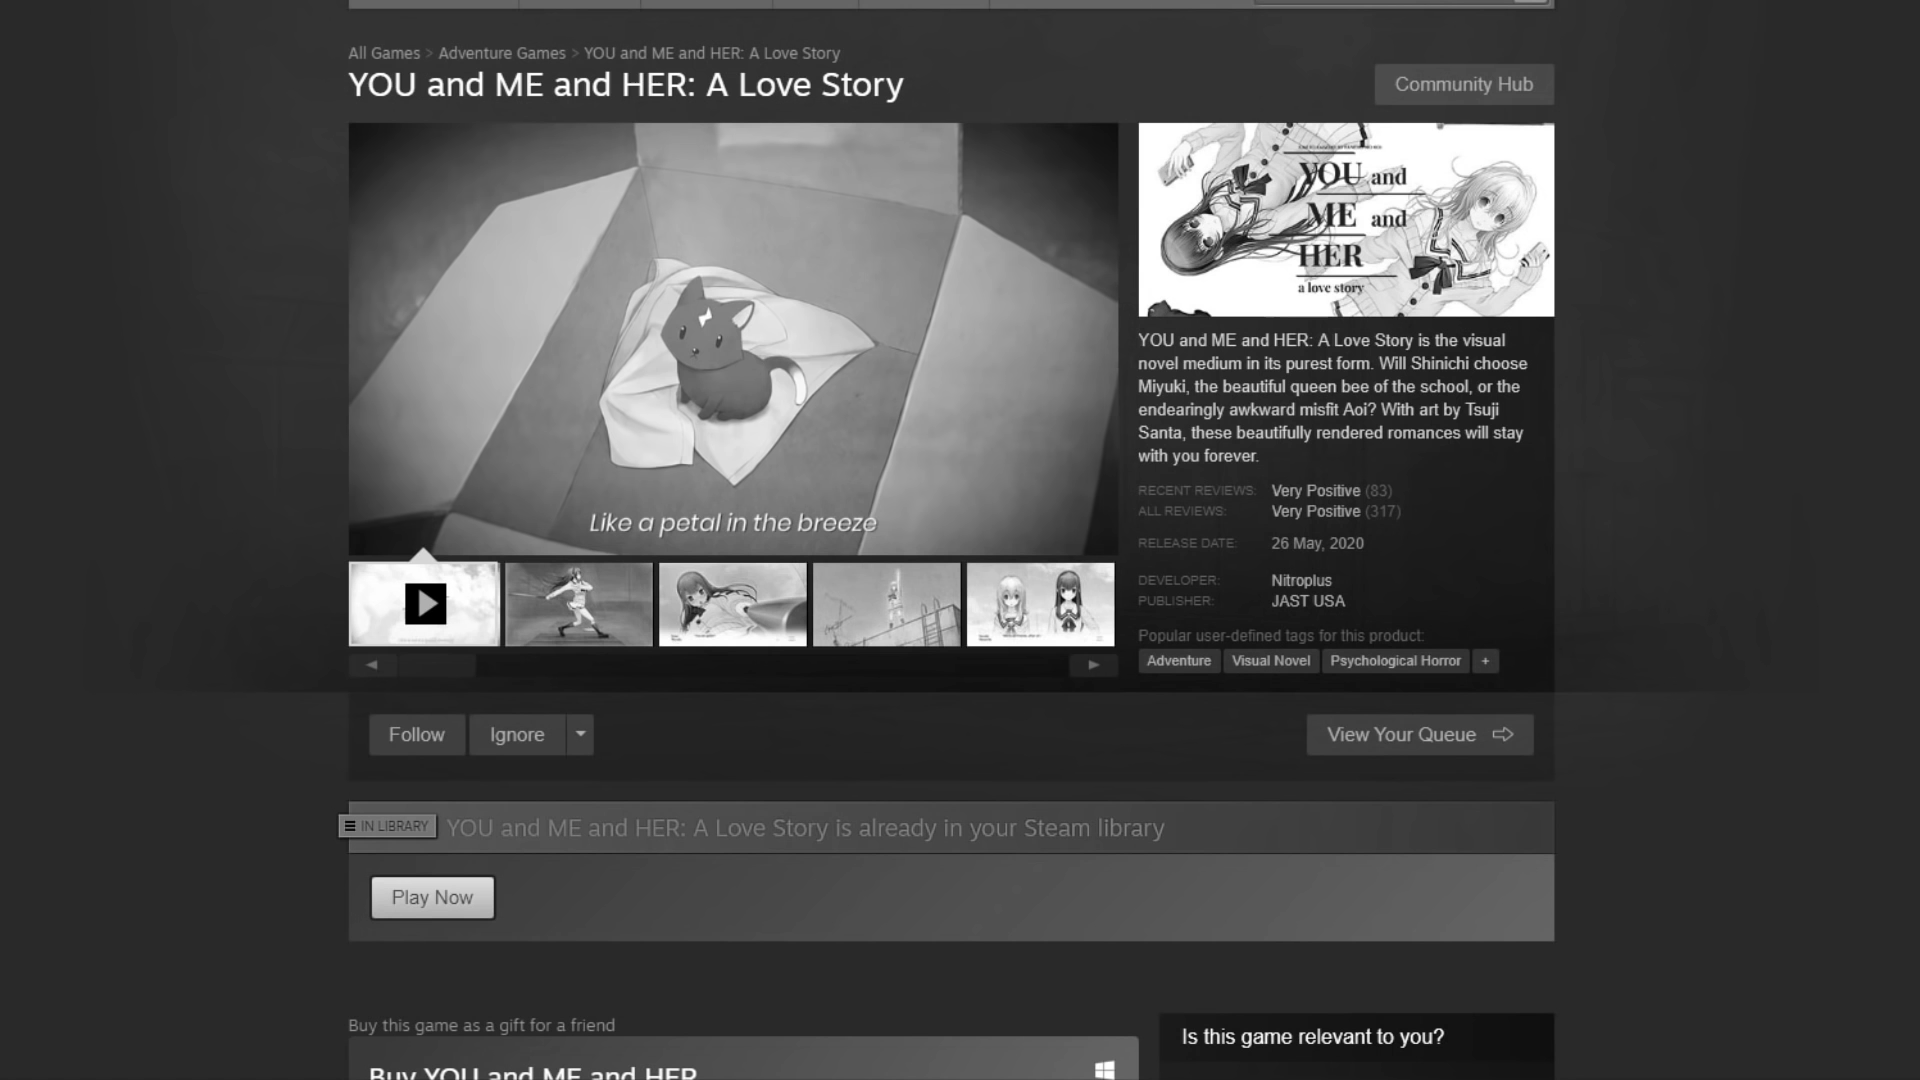 All Games > Adventure Games > YOU and ME and HER: A Love Story
YOU and ME and HER: A Love Story
Community Hub
YOU and
ME and
HER
a love story
Like a petal in the breeze
YOU and ME and HER: A Love Story is the visual
novel medium in its purest form. Will Shinichi choose
Miyuki, the beautiful queen bee of the school, or the
endearingly awkward misfit Aoi? With art by Tsuji
Santa, these beautifully rendered romances will stay
with you forever.
RECENT REVIEWS: Very Positive (83)
ALL REVIEWS: Very Positive (317)
RELEASE DATE: 26 May, 2020
DEVELOPER: Nitroplus
PUBLISHER: JAST USA
Popular user-defined tags for this product:
Adventure Visual Novel Psychological Horror +
Follow Ignore
View Your Queue
IN LIBRARY
YOU and ME and HER: A Love Story is already in your Steam library
Play Now
Buy this game as a gift for a friend
Buy YOU and ME and HER
Is this game relevant to you?